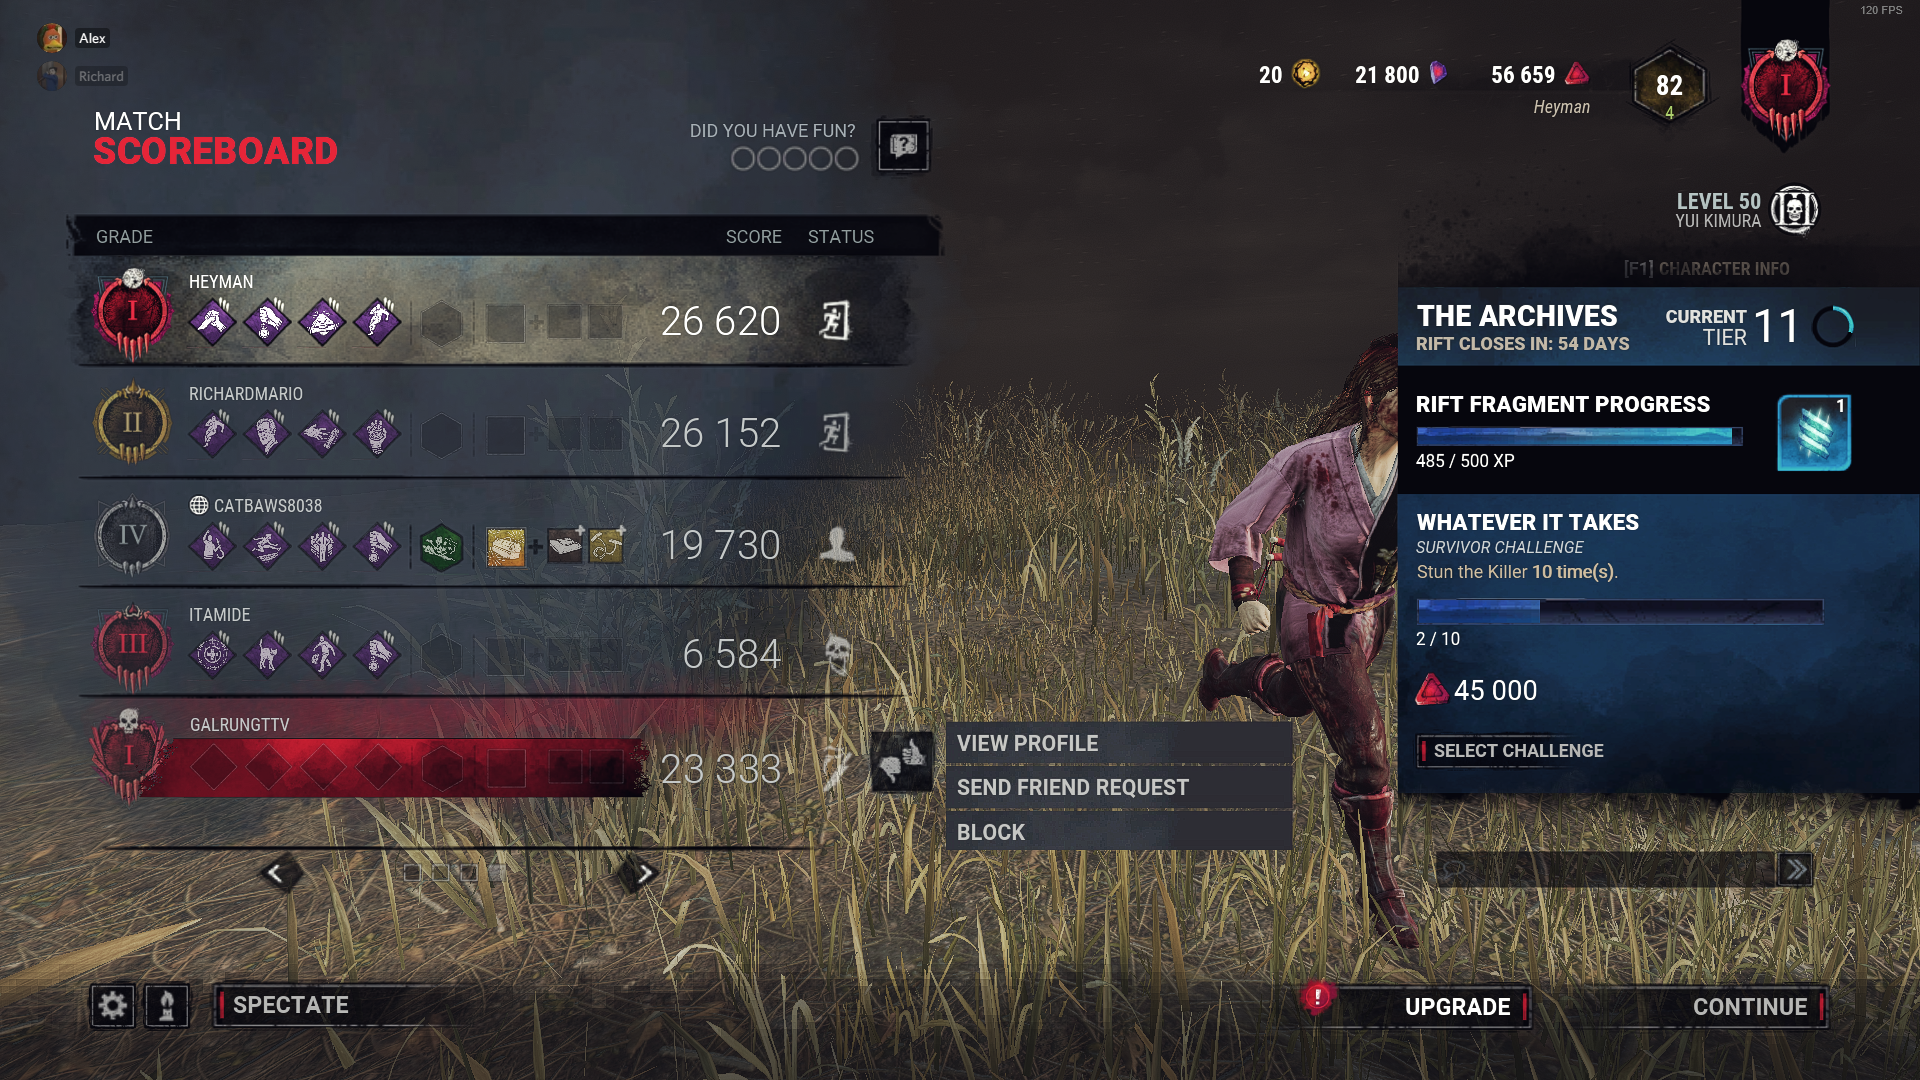 120 FPS
Alex
Richard
20
21 800
56 659
Heyman
82
4
I
MATCH
SCOREBOARD
DID YOU HAVE FUN?
LEVEL 50
YUI KIMURA
III
[F1] CHARACTER INFO
GRADE SCORE STATUS
HEYMAN
I
26 620
RICHARDMARIO
II
26 152
CATBAWS8038
IV
19 730
ITAMIDE
III
6 584
GALRUNGTTV
I
23 333
VIEW PROFILE
SEND FRIEND REQUEST
BLOCK
THE ARCHIVES
RIFT CLOSES IN: 54 DAYS
CURRENT
TIER
11
RIFT FRAGMENT PROGRESS
1
485 / 500 XP
WHATEVER IT TAKES
SURVIVOR CHALLENGE
Stun the Killer 10 time(s).
2 / 10
45 000
SELECT CHALLENGE
SPECTATE
UPGRADE
CONTINUE